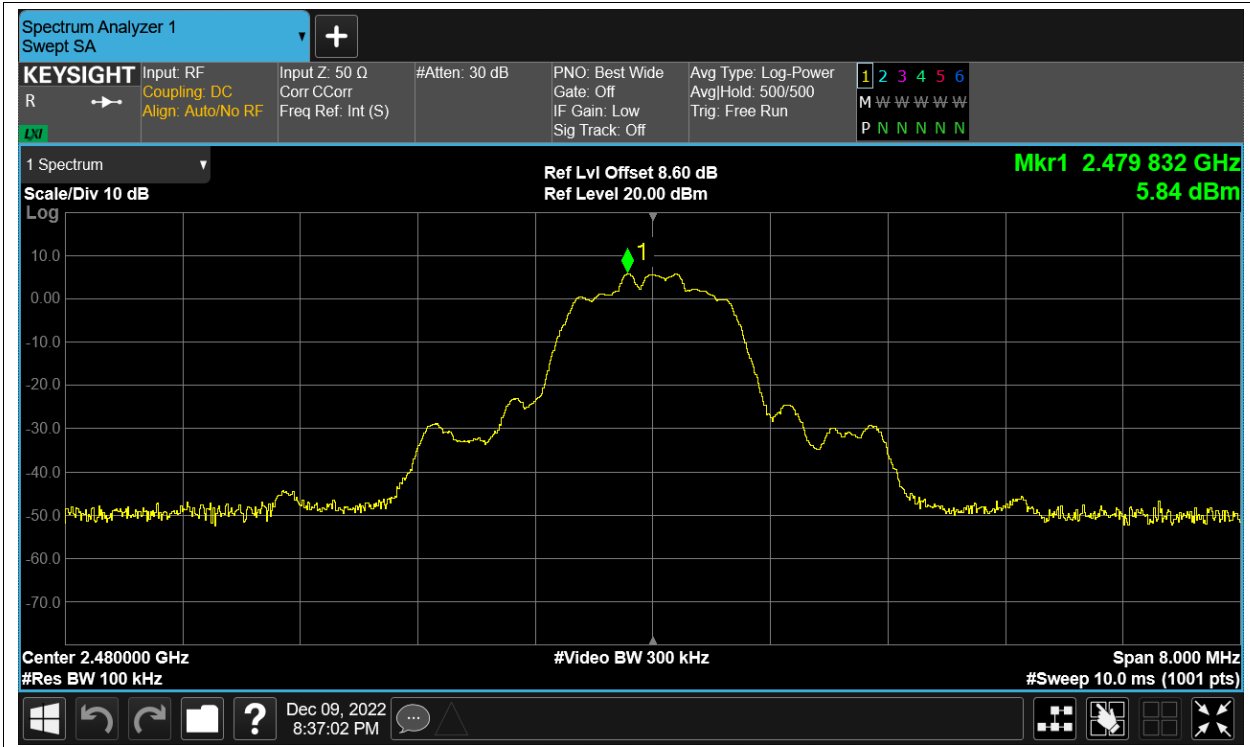 Spectrum Analyzer 1
Swept SA
KEYSIGHT
R
LXI
Input: RF
Coupling: DC
Align: Auto/No RF
Input Z: 50 Ω
Corr CCorr
Freq Ref: Int (S)
#Atten: 30 dB
PNO: Best Wide
Gate: Off
IF Gain: Low
Sig Track: Off
Avg Type: Log-Power
Avg|Hold: 500/500
Trig: Free Run
1 2 3 4 5 6
M W W W W W
P N N N N N
1 Spectrum
Scale/Div 10 dB
Log
Ref Lvl Offset 8.60 dB
Ref Level 20.00 dBm
Mkr1 2.479 832 GHz
5.84 dBm
1
10.0
0.00
-10.0
-20.0
-30.0
-40.0
-50.0
-60.0
-70.0
Center 2.480000 GHz
#Res BW 100 kHz
#Video BW 300 kHz
Span 8.000 MHz
#Sweep 10.0 ms (1001 pts)
?
Dec 09, 2022
8:37:02 PM